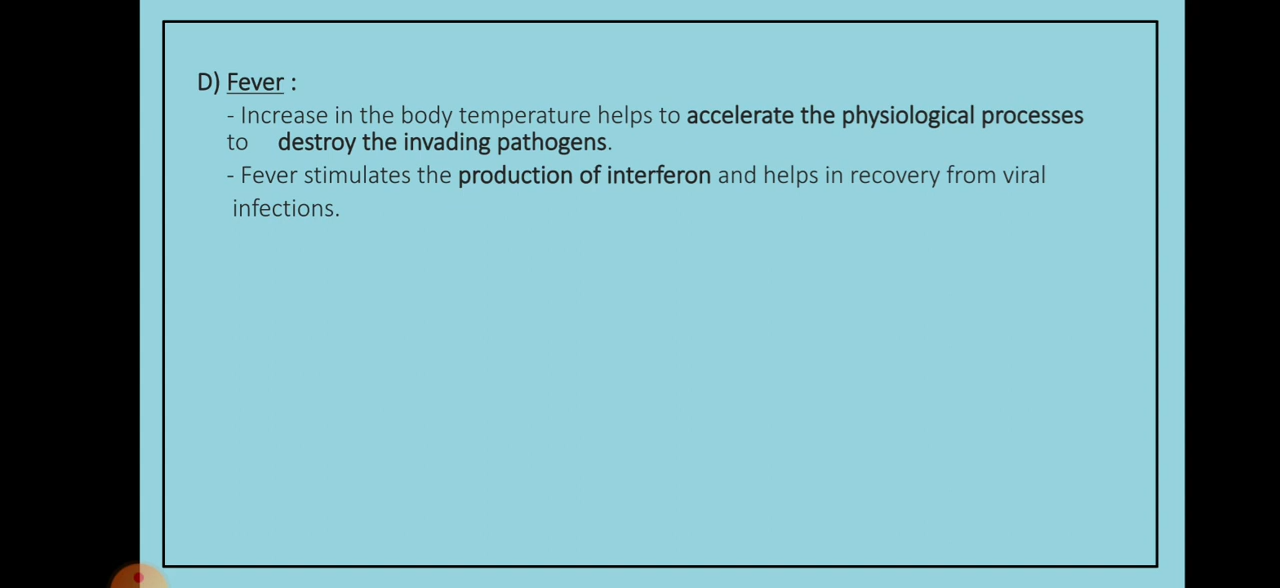 D) Fever :
- Increase in the body temperature helps to accelerate the physiological processes
to destroy the invading pathogens.
- Fever stimulates the production of interferon and helps in recovery from viral
infections.